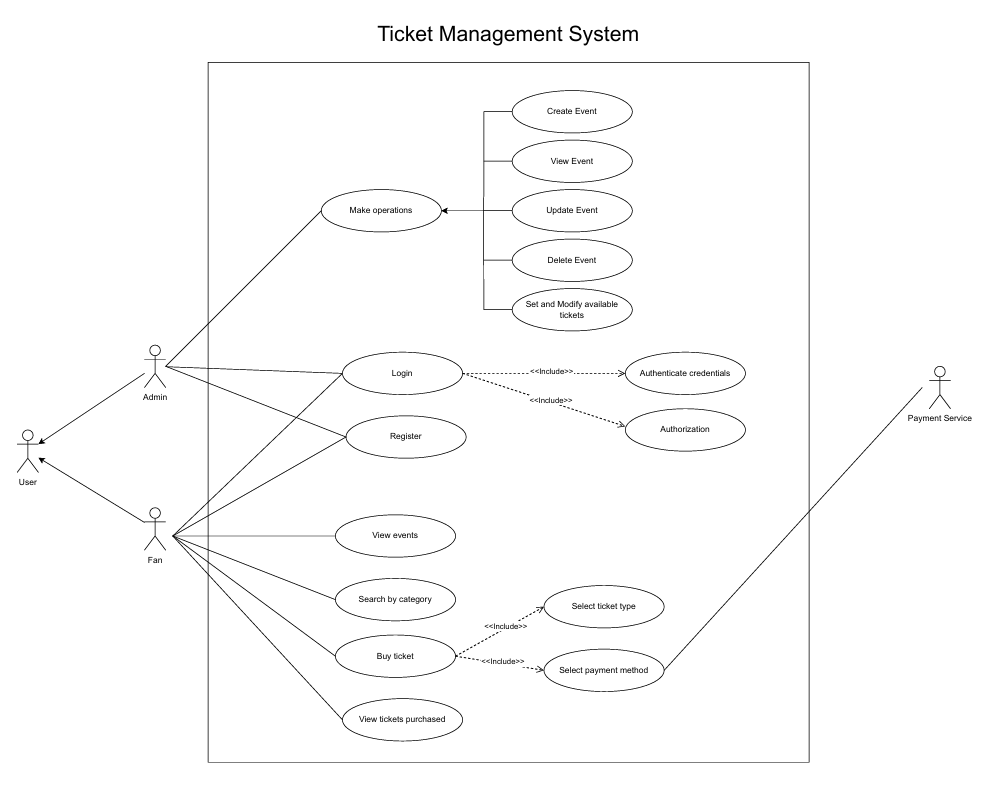 Ticket Management System
Create Event
View Event
Make operations
Update Event
Delete Event
Set and Modify available
tickets
Admin
Login
<<Include>>
Authenticate credentials
<<Include>>
Register
Authorization
Payment Service
User
Fan
View events
Search by category
Select ticket type
<<Include>>
Buy ticket
<<Include>>
Select payment method
View tickets purchased